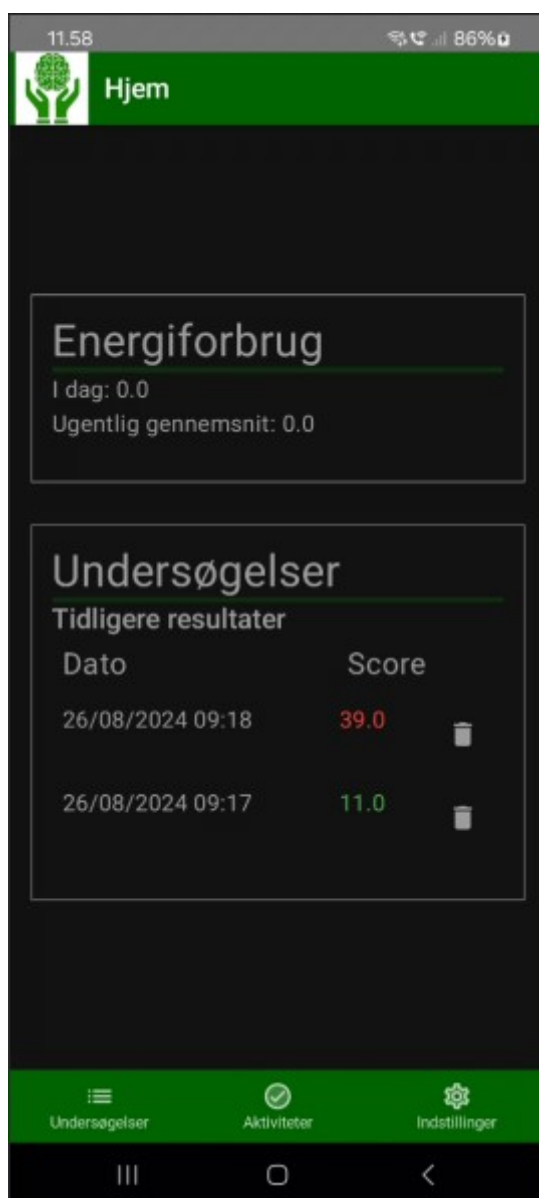 11.58 86%
Hjem
Energiforbrug
I dag: 0.0
Ugentlig gennemsnit: 0.0
Undersøgelser
Tidligere resultater
Dato Score
26/08/2024 09:18 39.0
26/08/2024 09:17 11.0
Undersøgelser Aktiviteter Indstillinger